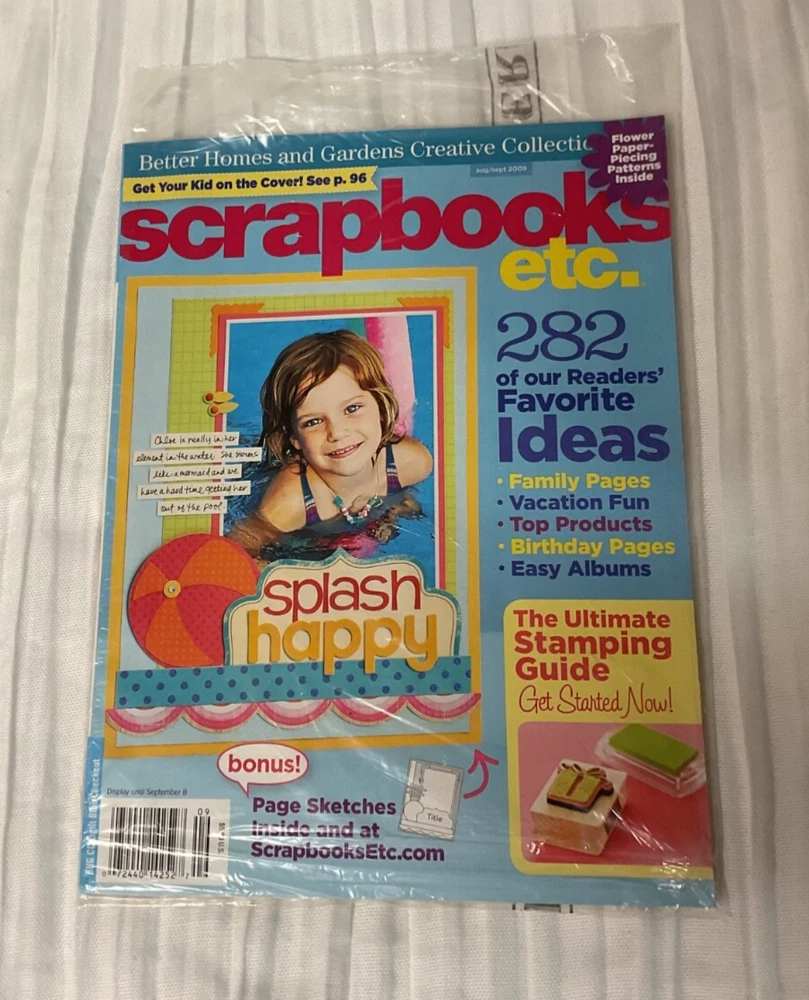 Better Homes and Gardens Creative Collectio
Flower
Paper-
Piecing
Patterns
Inside
Get Your Kid on the Cover! See p. 96
aug/sept 2009
scrapbooks
etc.
282
of our Readers'
Favorite
Ideas
• Family Pages
• Vacation Fun
• Top Products
• Birthday Pages
• Easy Albums
Chloe is really in her
element in the water. She swims
like a mermaid and we
have a hard time getting her
out of the pool.
splash
happy
The Ultimate
Stamping
Guide
Get Started Now!
bonus!
Page Sketches
Inside and at
ScrapbooksEtc.com
Title
Display until September 8
09
72440 14252 7